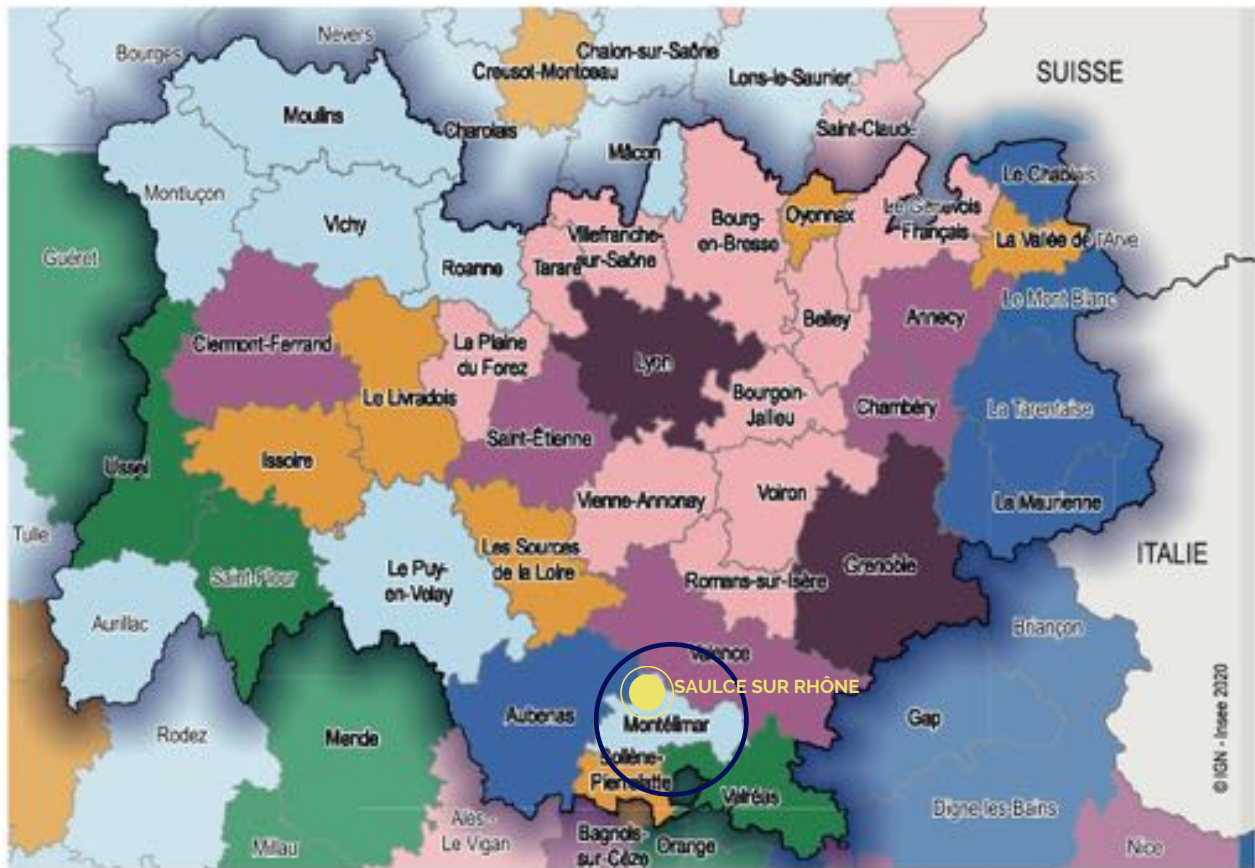 Nevers
Bourges
Chalon-sur-Saône
Creusot-Montceau
Lons-le-Saunier
SUISSE
Moulins
Charolais
Saint-Claude
Mâcon
Le Chablais
Montluçon
Vichy
Bourg-
en-Bresse
Oyonnax
Le Genevois
Français
La Vallée de l'Arve
Guéret
Roanne
Tarare
Villefranche-
sur-Saône
Le Mont Blanc
Clermont-Ferrand
La Plaine
du Forez
Lyon
Belley
Annecy
Le Livradois
Bourgoin-
Jallieu
Chambéry
La Tarentaise
Saint-Étienne
Ussel
Issoire
Vienne-Annonay
Voiron
La Maurienne
Tulle
Les Sources
de la Loire
ITALIE
Saint-Flour
Le Puy-
en-Velay
Romans-sur-Isère
Grenoble
Aurillac
Briançon
Valence
SAULCE SUR RHÔNE
Aubenas
Montélimar
Gap
Rodez
Mende
Bollène-
Pierrelatte
Valréas
Digne-les-Bains
Alès -
Le Vigan
Bagnols-
sur-Cèze
Orange
Millau
Nice
© IGN - Insee 2020